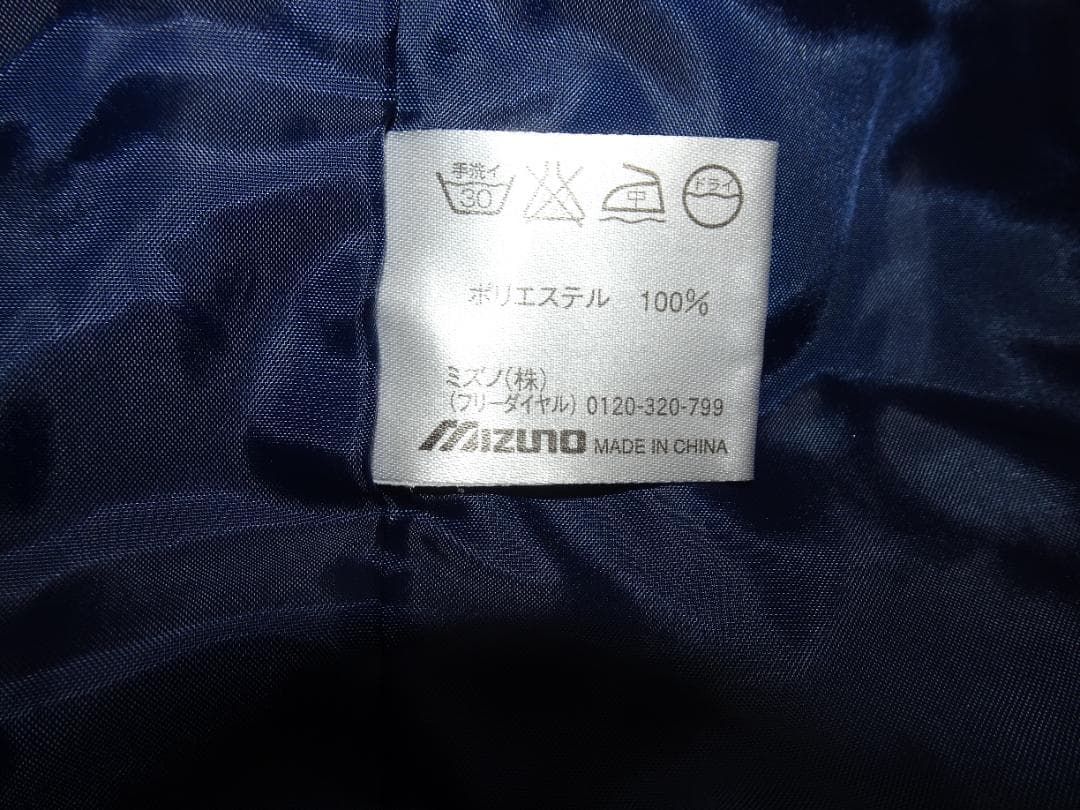 手洗イ
30
中
ドライ
ポリエステル 100%
ミズノ(株)
(フリーダイヤル) 0120-320-799
MIZUNO MADE IN CHINA